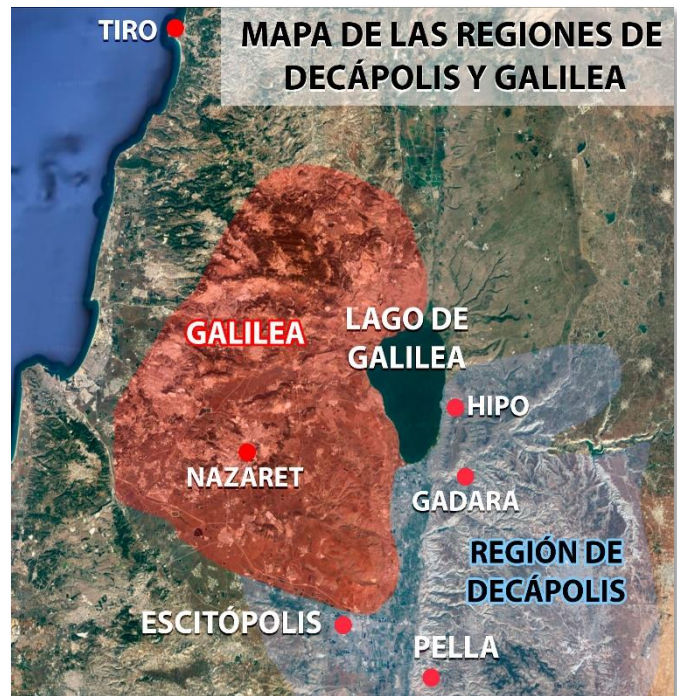 TIRO
MAPA DE LAS REGIONES DE
DECÁPOLIS Y GALILEA
GALILEA
LAGO DE
GALILEA
HIPO
NAZARET
GADARA
REGIÓN DE
DECÁPOLIS
ESCITÓPOLIS
PELLA